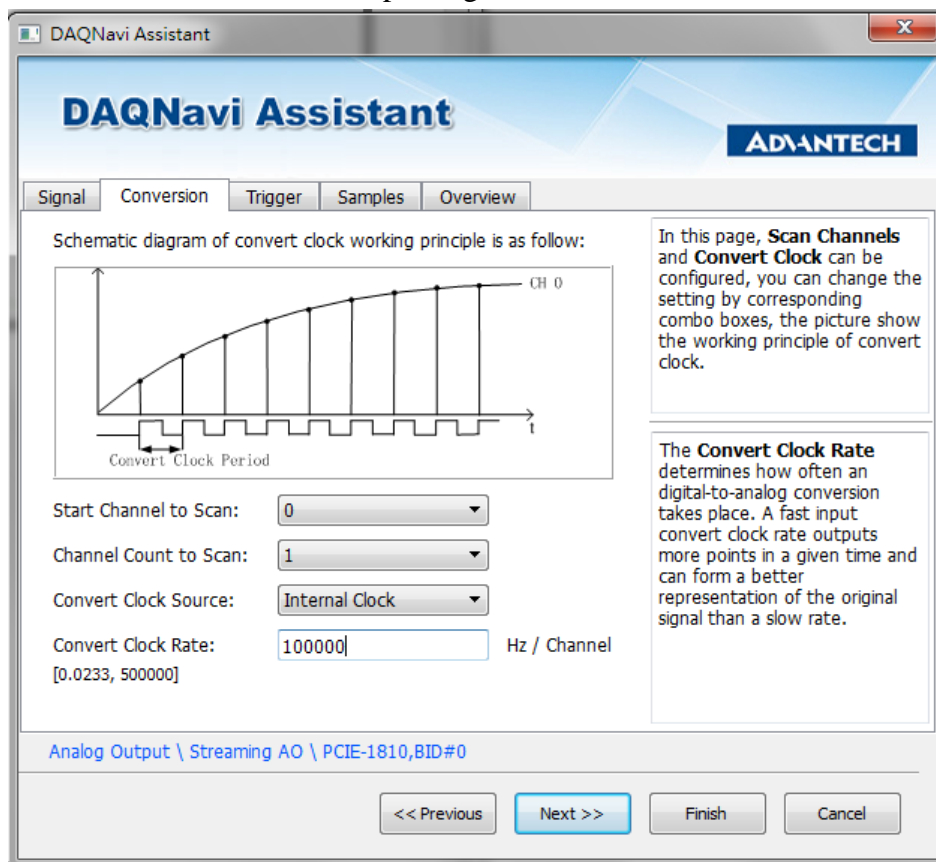 DAQNavi Assistant
DAQNavi Assistant
ADVANTECH
Signal
Conversion
Trigger
Samples
Overview
Schematic diagram of convert clock working principle is as follow:
CH 0
t
Convert Clock Period
Start Channel to Scan:
0
Channel Count to Scan:
1
Convert Clock Source:
Internal Clock
Convert Clock Rate:
100000
Hz / Channel
[0.0233, 500000]
In this page, Scan Channels
and Convert Clock can be
configured, you can change the
setting by corresponding
combo boxes, the picture show
the working principle of convert
clock.
The Convert Clock Rate
determines how often an
digital-to-analog conversion
takes place. A fast input
convert clock rate outputs
more points in a given time and
can form a better
representation of the original
signal than a slow rate.
Analog Output \ Streaming AO \ PCIE-1810,BID#0
<< Previous
Next >>
Finish
Cancel